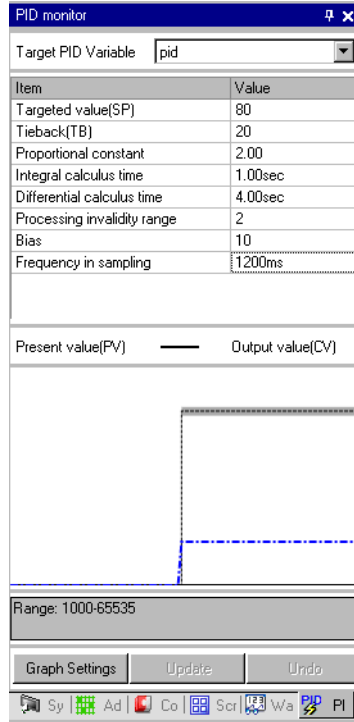 PID monitor
Target PID Variable pid
Item Value
Targeted value(SP) 80
Tieback(TB) 20
Proportional constant 2.00
Integral calculus time 1.00sec
Differential calculus time 4.00sec
Processing invalidity range 2
Bias 10
Frequency in sampling 1200ms
Present value(PV) Output value(CV)
Range: 1000-65535
Graph Settings Update Undo
Sy Ad Co Scr 123 Wa PID PI